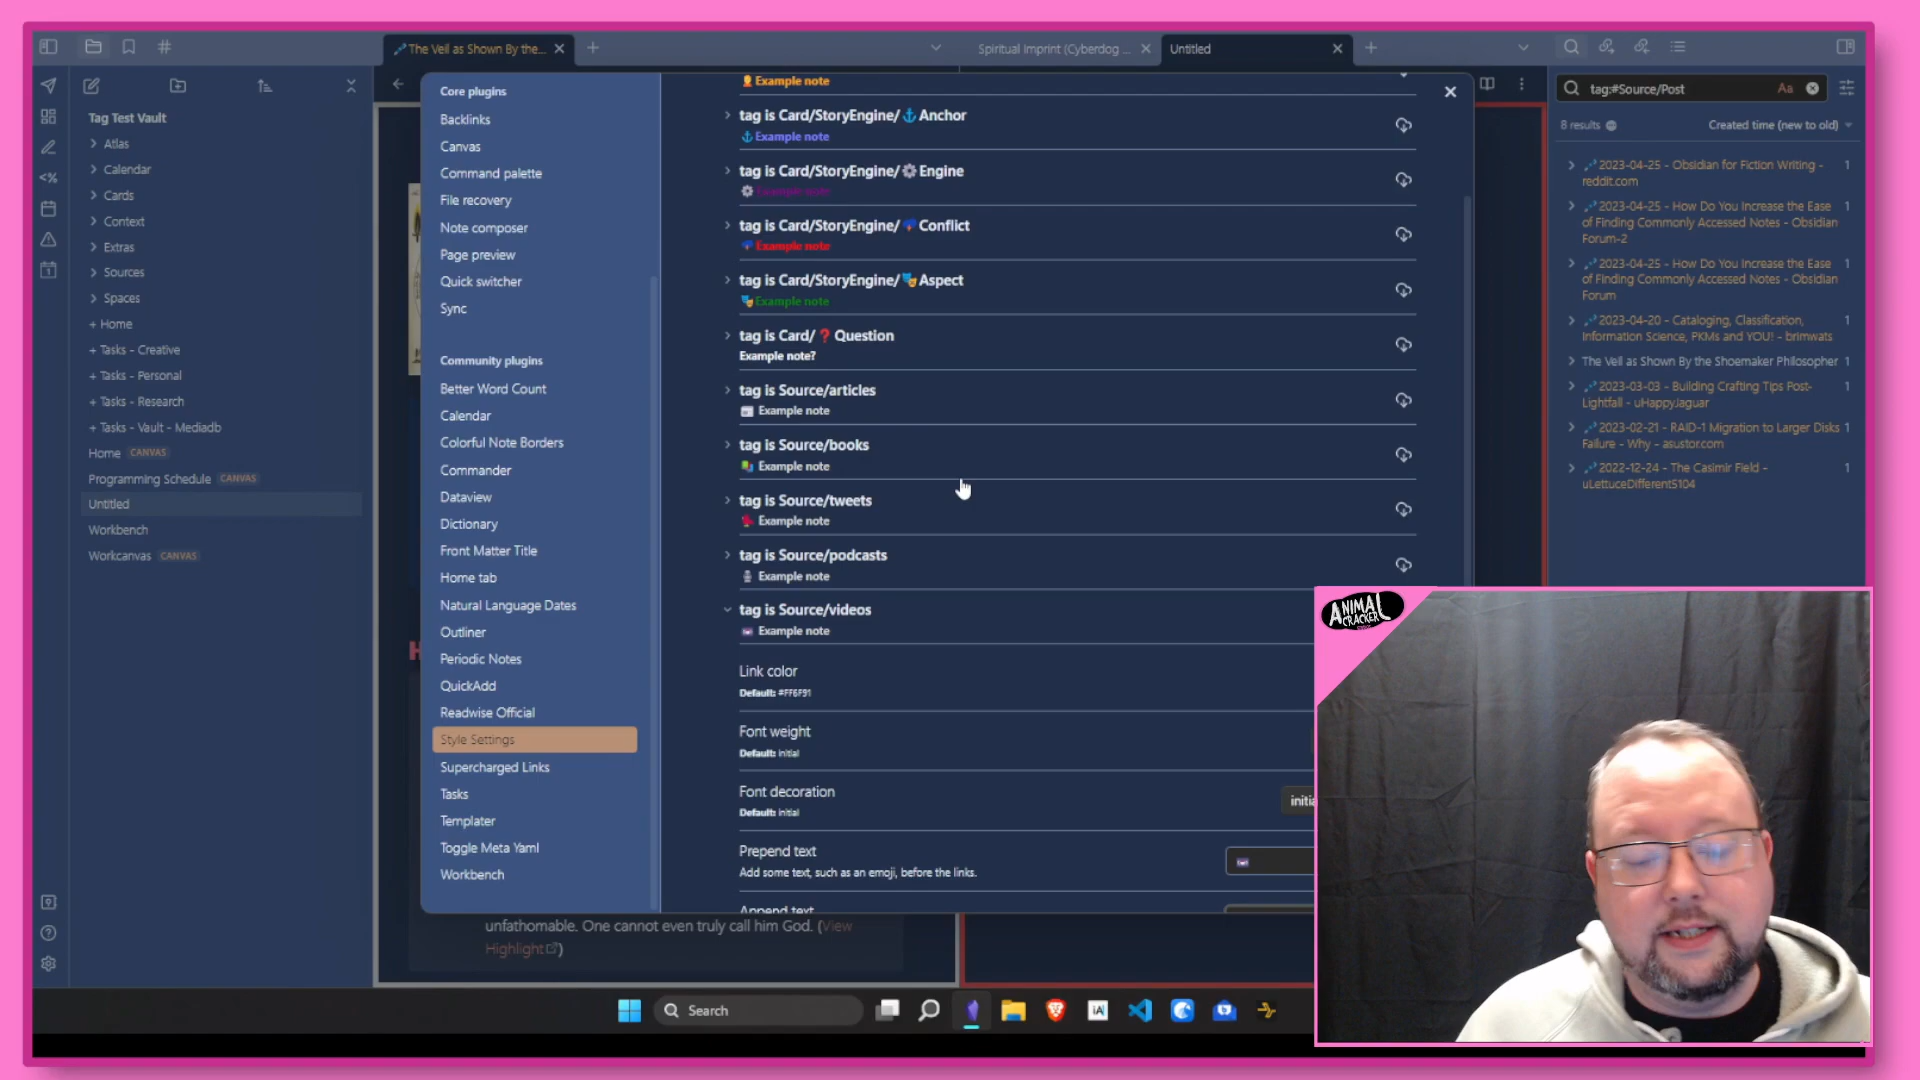 The Veil as Shown By the...
Spiritual Imprint (Cyberdog ...
Untitled
Tag Test Vault
Atlas
Calendar
Cards
Context
Extras
Sources
Spaces
+ Home
+ Tasks - Creative
+ Tasks - Personal
+ Tasks - Research
+ Tasks - Vault - Mediadb
Home CANVAS
Programming Schedule CANVAS
Untitled
Workbench
Workcanvas CANVAS
Core plugins
Backlinks
Canvas
Command palette
File recovery
Note composer
Page preview
Quick switcher
Sync
Community plugins
Better Word Count
Calendar
Colorful Note Borders
Commander
Dataview
Dictionary
Front Matter Title
Home tab
Natural Language Dates
Outliner
Periodic Notes
QuickAdd
Readwise Official
Style Settings
Supercharged Links
Tasks
Templater
Toggle Meta Yaml
Workbench
Example note
tag is Card/StoryEngine/⚓Anchor
⚓Example note
tag is Card/StoryEngine/⚙Engine
⚙ Example note
tag is Card/StoryEngine/🌩Conflict
Example note
tag is Card/StoryEngine/🎭Aspect
🎭Example note
tag is Card/❓Question
Example note?
tag is Source/articles
Example note
tag is Source/books
Example note
tag is Source/tweets
Example note
tag is Source/podcasts
Example note
tag is Source/videos
Example note
Link color
Default: #FF6F91
Font weight
Default: initial
Font decoration
Default: initial
initia
Prepend text
Add some text, such as an emoji, before the links.
Append text
unfathomable. One cannot even truly call him God. (View
Highlight)
tag:#Source/Post
Aa
8 results
Created time (new to old)
2023-04-25 - Obsidian for Fiction Writing -
reddit.com
1
2023-04-25 - How Do You Increase the Ease
of Finding Commonly Accessed Notes - Obsidian
Forum-2
1
2023-04-25 - How Do You Increase the Ease
of Finding Commonly Accessed Notes - Obsidian
Forum
1
2023-04-20 - Cataloging, Classification,
Information Science, PKMs and YOU! - brimwats
1
The Veil as Shown By the Shoemaker Philosopher
1
2023-03-03 - Building Crafting Tips Post-
Lightfall - uHappyJaguar
1
2023-02-21 - RAID-1 Migration to Larger Disks
Failure - Why - asustor.com
1
2022-12-24 - The Casimir Field -
uLettuceDifferent5104
1
ANIMAL
CRACKER
Search
iA